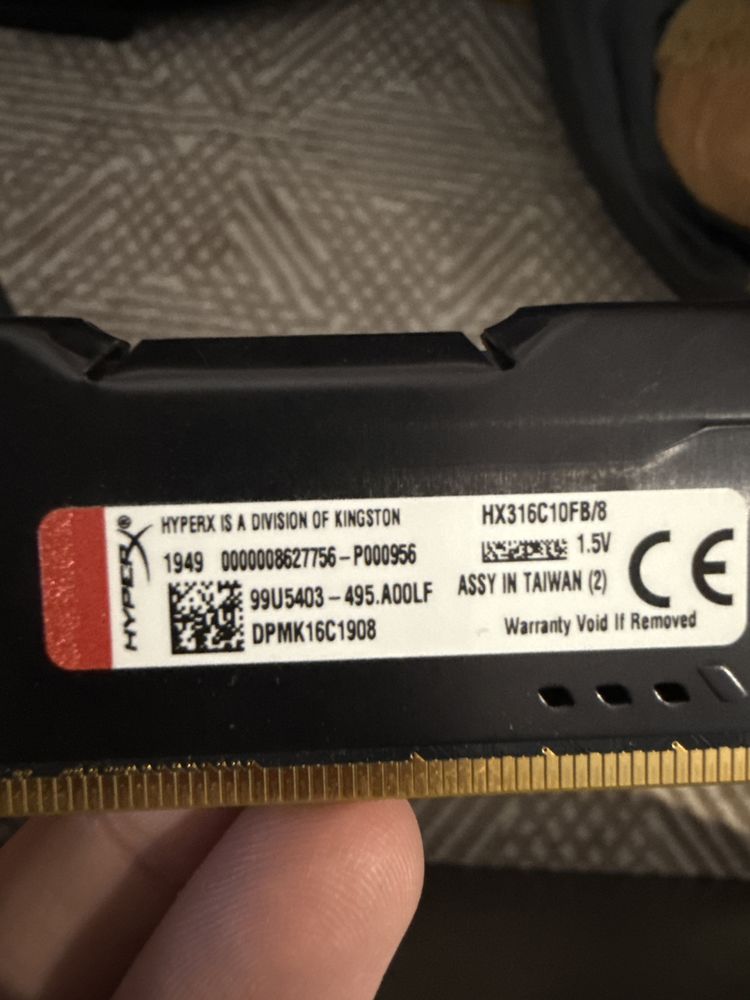 HYPERX®
HYPERX IS A DIVISION OF KINGSTON
1949 0000008627756-P000956
99U5403-495.A00LF
DPMK16C1908
HX316C10FB/8
1.5V
ASSY IN TAIWAN (2)
Warranty Void If Removed
CE